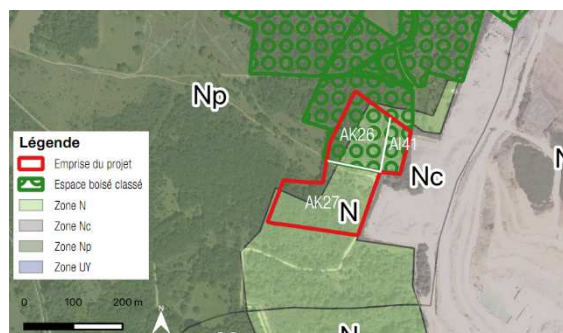 Np
AK26
AI41
Nc
AK27
N
N
Légende
Emprise du projet
Espace boisé classé
Zone N
Zone Nc
Zone Np
Zone UY
0 100 200 m
N